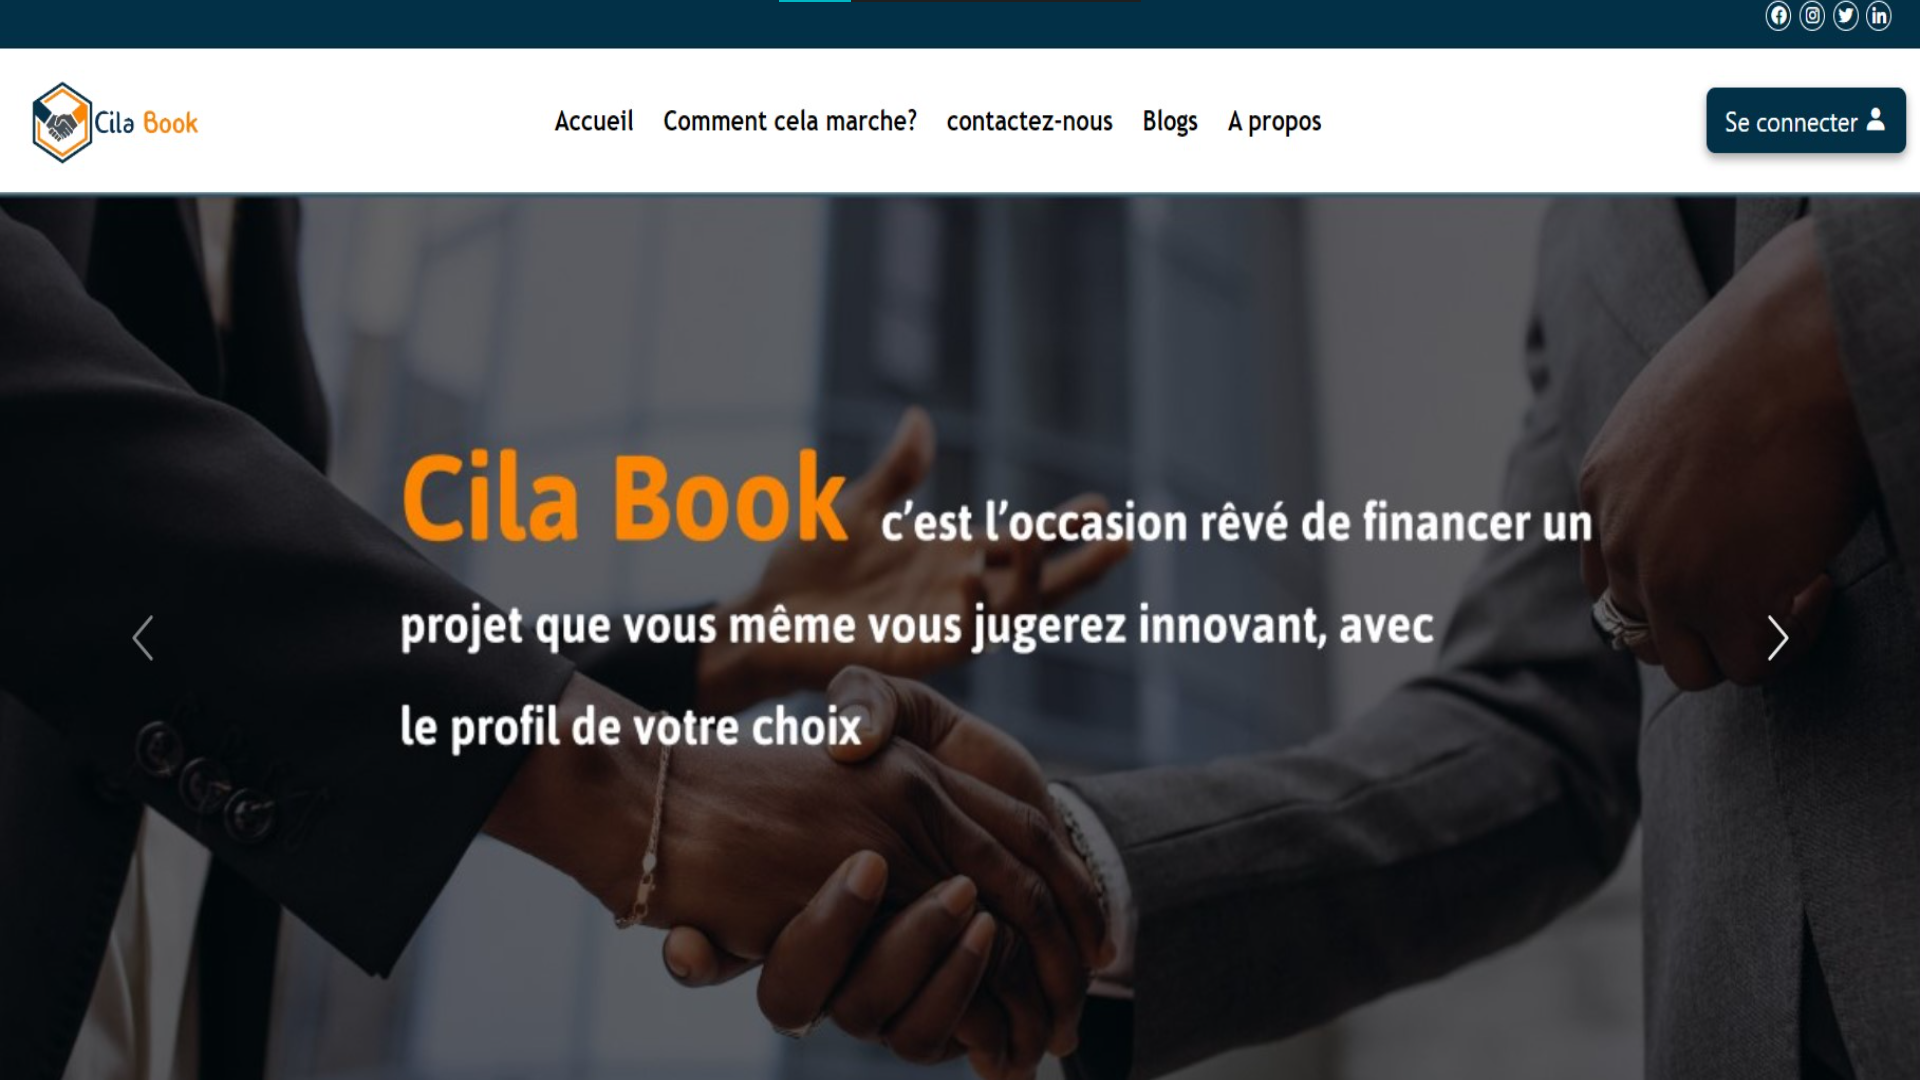 Cila Book
Accueil Comment cela marche? contactez-nous Blogs A propos
Se connecter
Cila Book c’est l’occasion rêvé de financer un
projet que vous même vous jugerez innovant, avec
le profil de votre choix